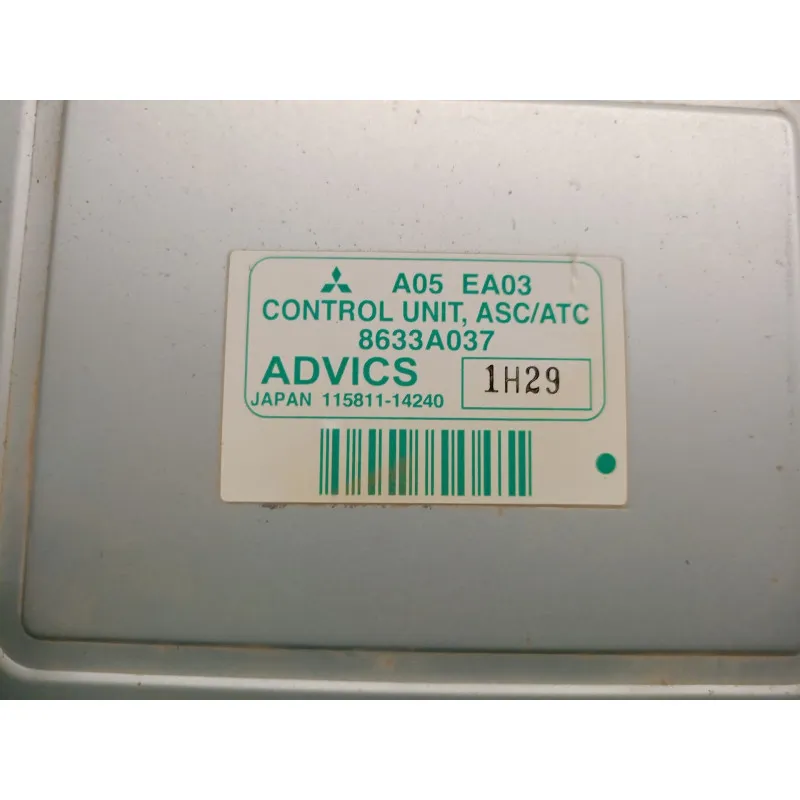 A05 EA03
CONTROL UNIT, ASC/ATC
8633A037
ADVICS
1H29
JAPAN 115811-14240